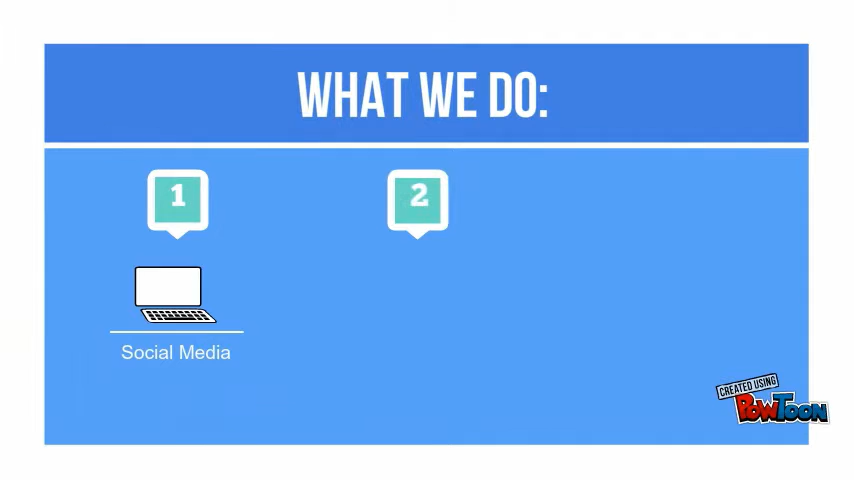 WHAT WE DO:
1
2
Social Media
CREATED USING
POWTOON